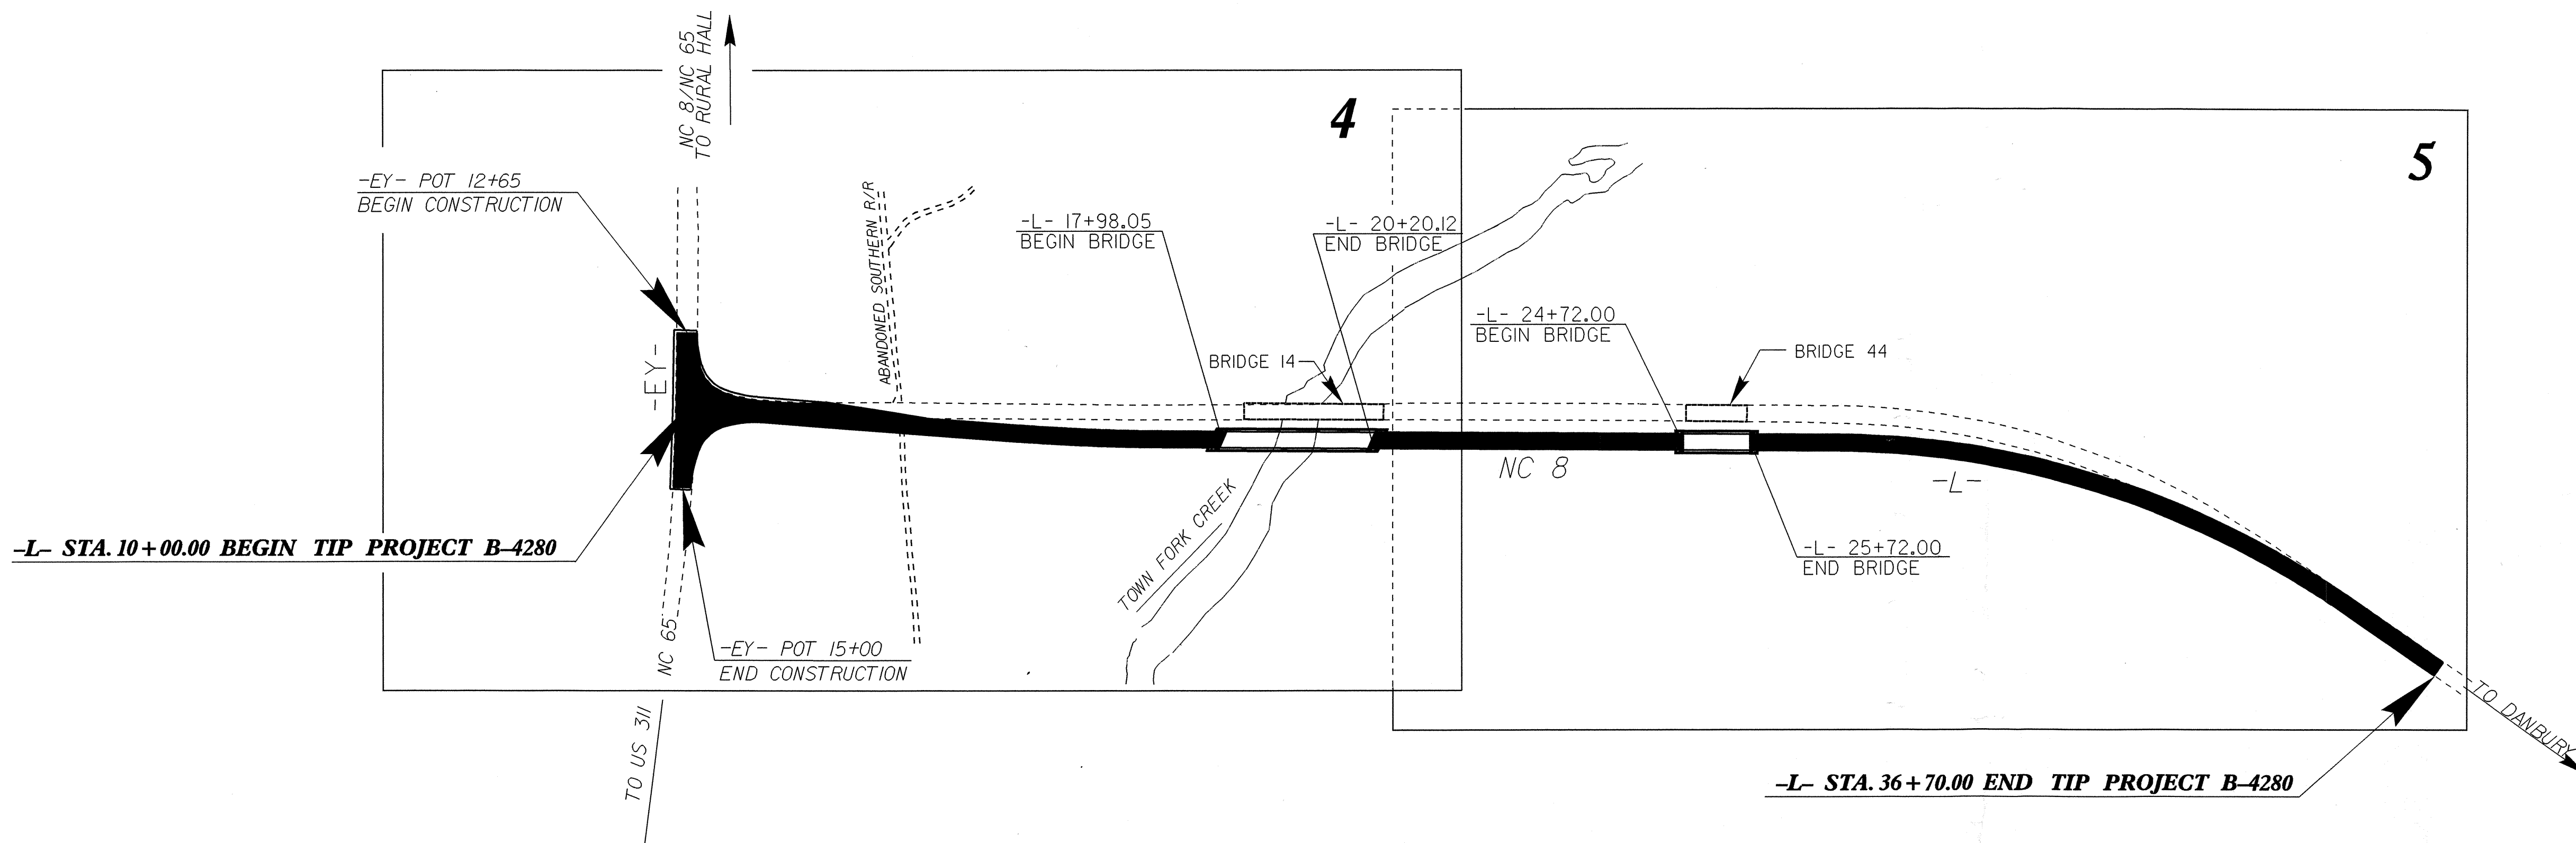 NC 8/NC 65
TO RURAL HALL
4
5
-EY- POT 12+65
BEGIN CONSTRUCTION
ABANDONED SOUTHERN R/R
-L- 17+98.05
BEGIN BRIDGE
-L- 20+20.12
END BRIDGE
-L- 24+72.00
BEGIN BRIDGE
BRIDGE 14
BRIDGE 44
-EY-
NC 8
-L-
TOWN FORK CREEK
-L- STA. 10+00.00 BEGIN TIP PROJECT B-4280
-L- 25+72.00
END BRIDGE
-EY- POT 15+00
END CONSTRUCTION
NC 65
TO US 311
TO DANBURY
-L- STA. 36+70.00 END TIP PROJECT B-4280